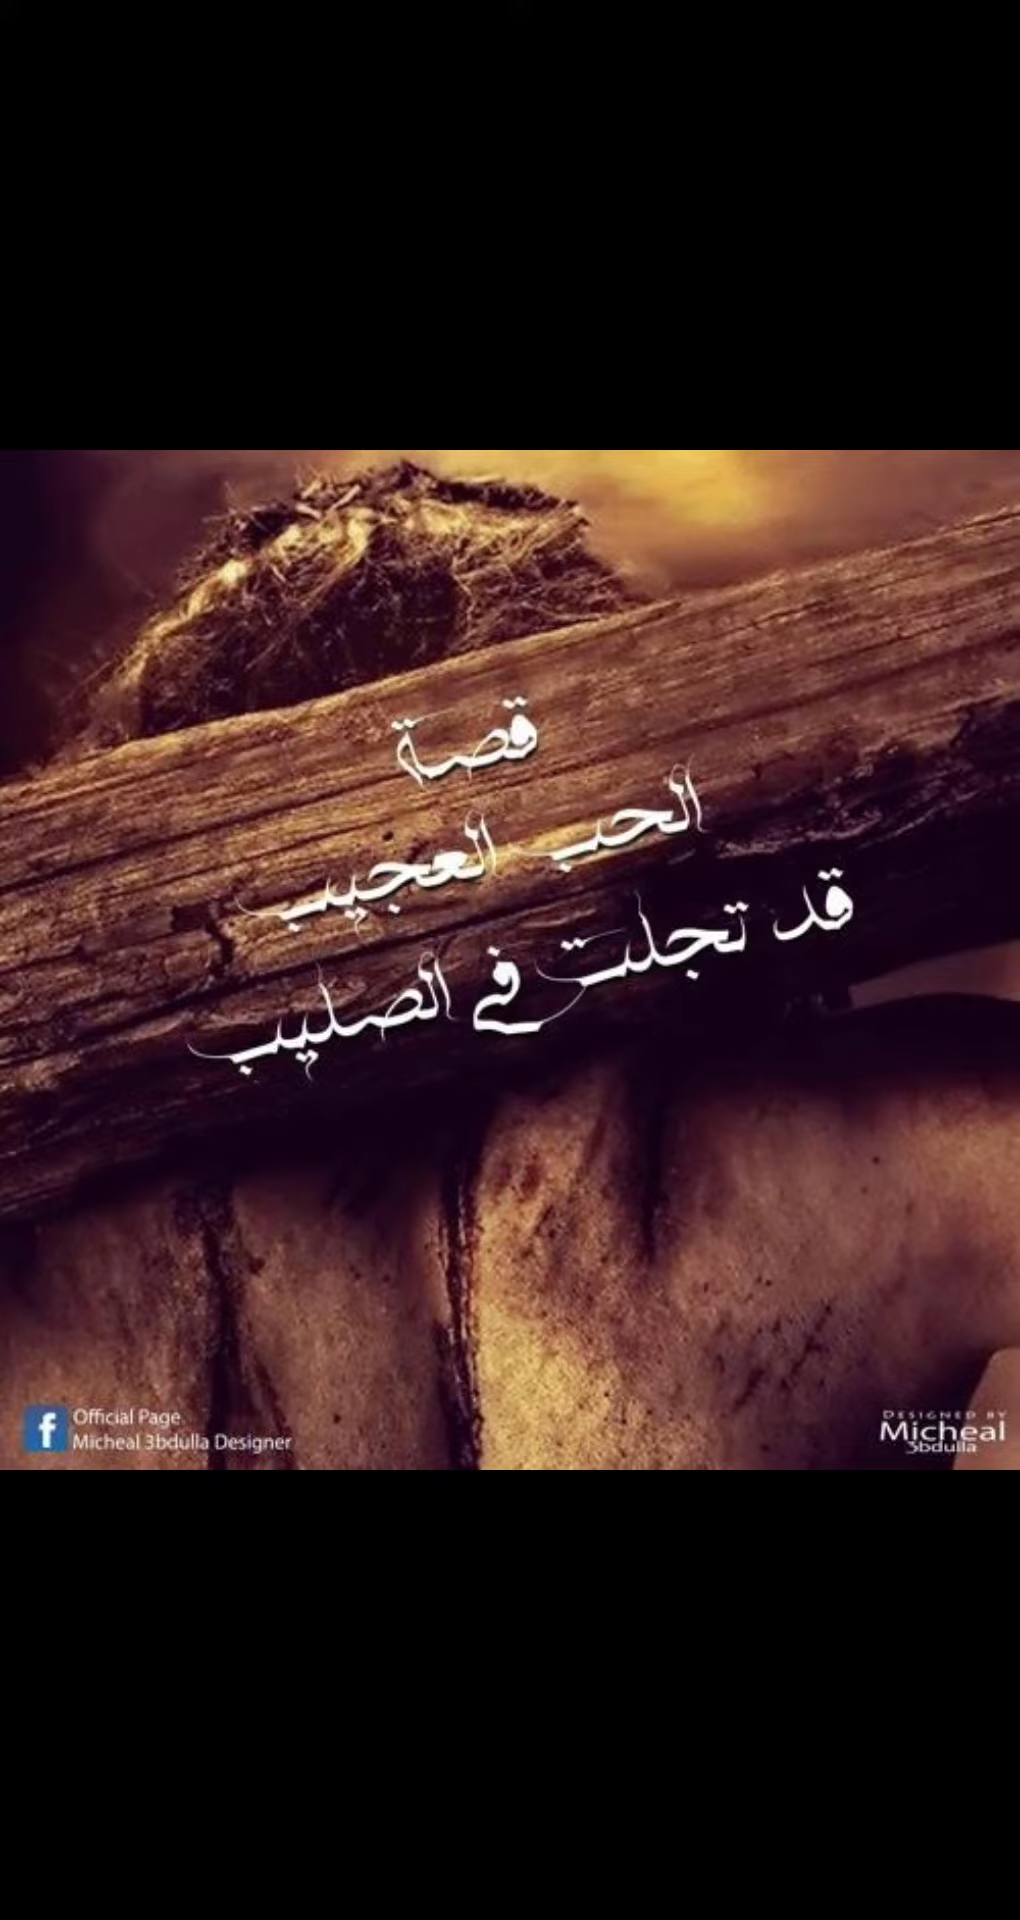 قصة
الحب العجيب
قد تجلت في الصليب
Official Page
Micheal 3bdulla Designer
DESIGNED BY
Micheal
3bdulla